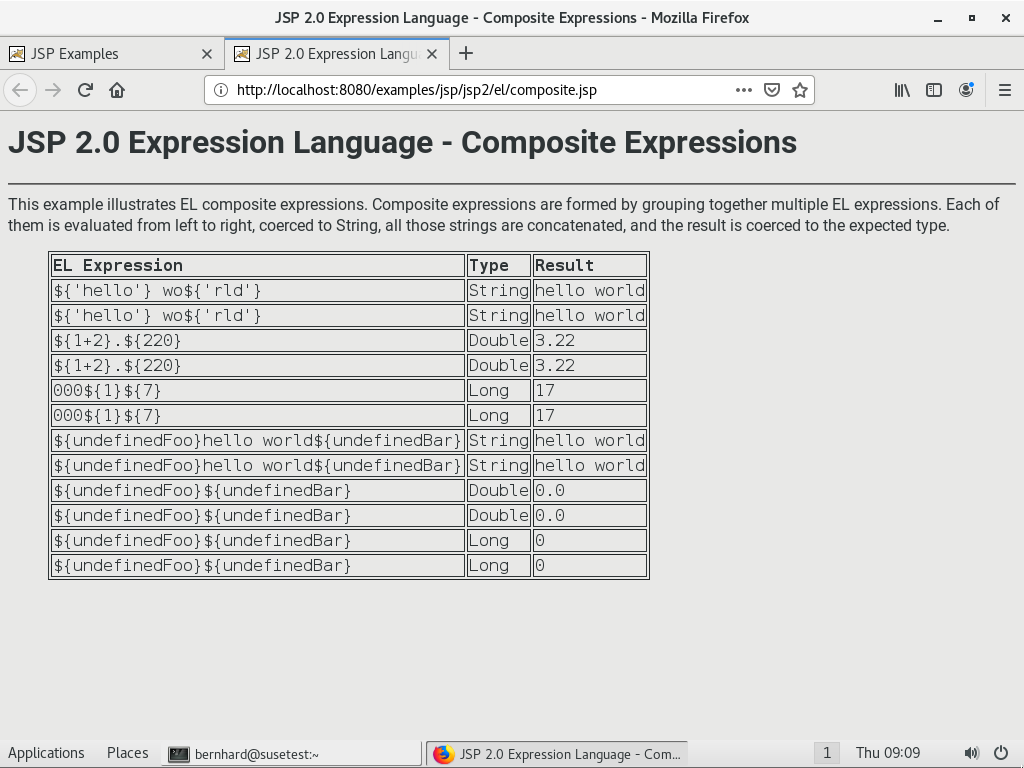 JSP 2.0 Expression Language - Composite Expressions - Mozilla Firefox
JSP Examples
JSP 2.0 Expression Langu
http://localhost:8080/examples/jsp/jsp2/el/composite.jsp
JSP 2.0 Expression Language - Composite Expressions
This example illustrates EL composite expressions. Composite expressions are formed by grouping together multiple EL expressions. Each of
them is evaluated from left to right, coerced to String, all those strings are concatenated, and the result is coerced to the expected type.
EL Expression Type Result
${'hello'} wo${'rld'} String hello world
${'hello'} wo${'rld'} String hello world
${1+2}.${220} Double 3.22
${1+2}.${220} Double 3.22
000${1}${7} Long 17
000${1}${7} Long 17
${undefinedFoo}hello world${undefinedBar} String hello world
${undefinedFoo}hello world${undefinedBar} String hello world
${undefinedFoo}${undefinedBar} Double 0.0
${undefinedFoo}${undefinedBar} Double 0.0
${undefinedFoo}${undefinedBar} Long 0
${undefinedFoo}${undefinedBar} Long 0
Applications Places bernhard@susetest:~ JSP 2.0 Expression Language - Com... 1 Thu 09:09